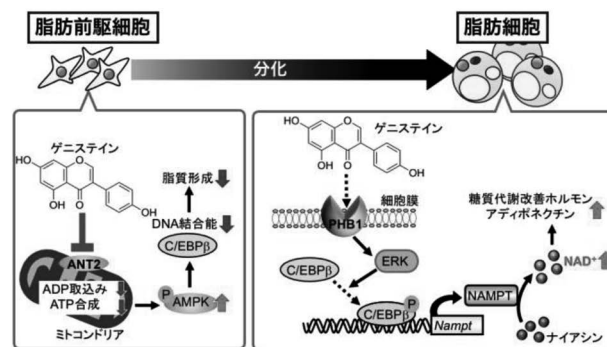 脂肪前駆細胞
脂肪細胞
分化
ゲニステイン
HO
O
OH
O
OH
脂質形成
DNA結合能
C/EBPβ
ANT2
ADP取込み
ATP合成
P
AMPK
ミトコンドリア
ゲニステイン
HO
O
OH
O
OH
細胞膜
PHB1
ERK
C/EBPβ
C/EBPβ
P
Nampt
NAMPT
糖質代謝改善ホルモン
アディポネクチン
NAD⁺
ナイアシン